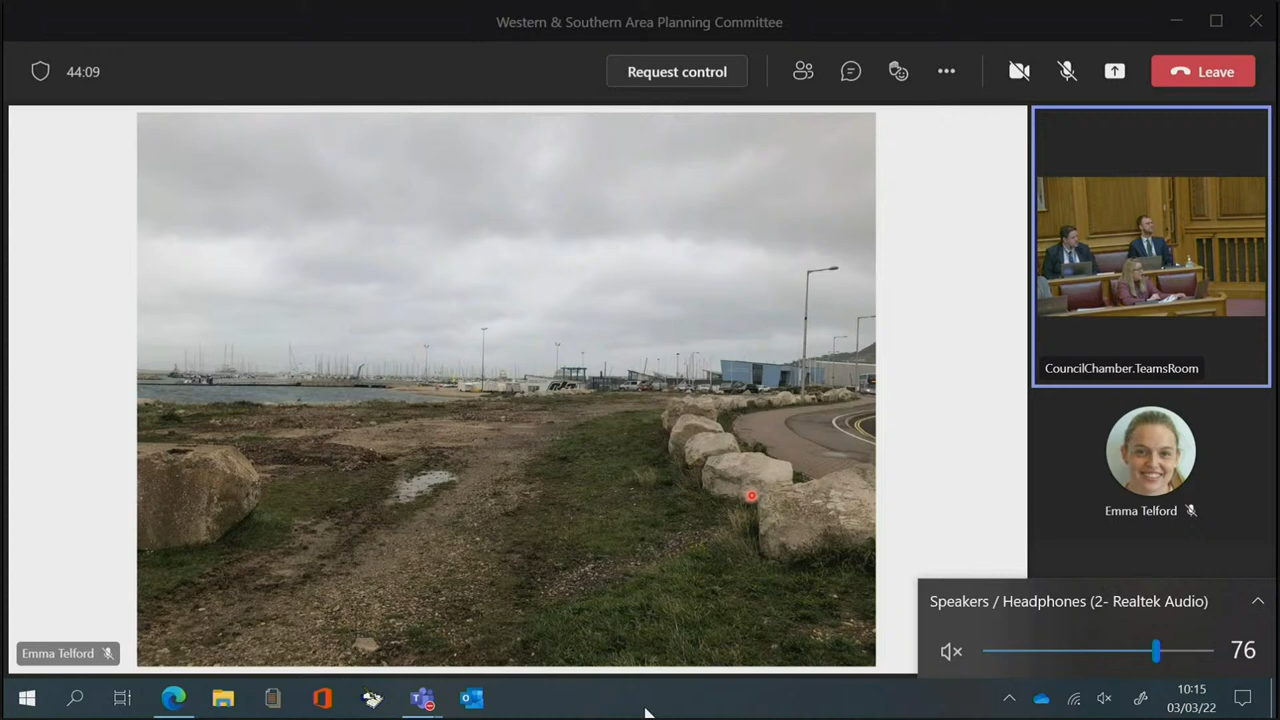 Western & Southern Area Planning Committee
44:09
Request control
Leave
CouncilChamber.TeamsRoom
Emma Telford
Speakers / Headphones (2- Realtek Audio)
76
Emma Telford
10:15
03/03/22